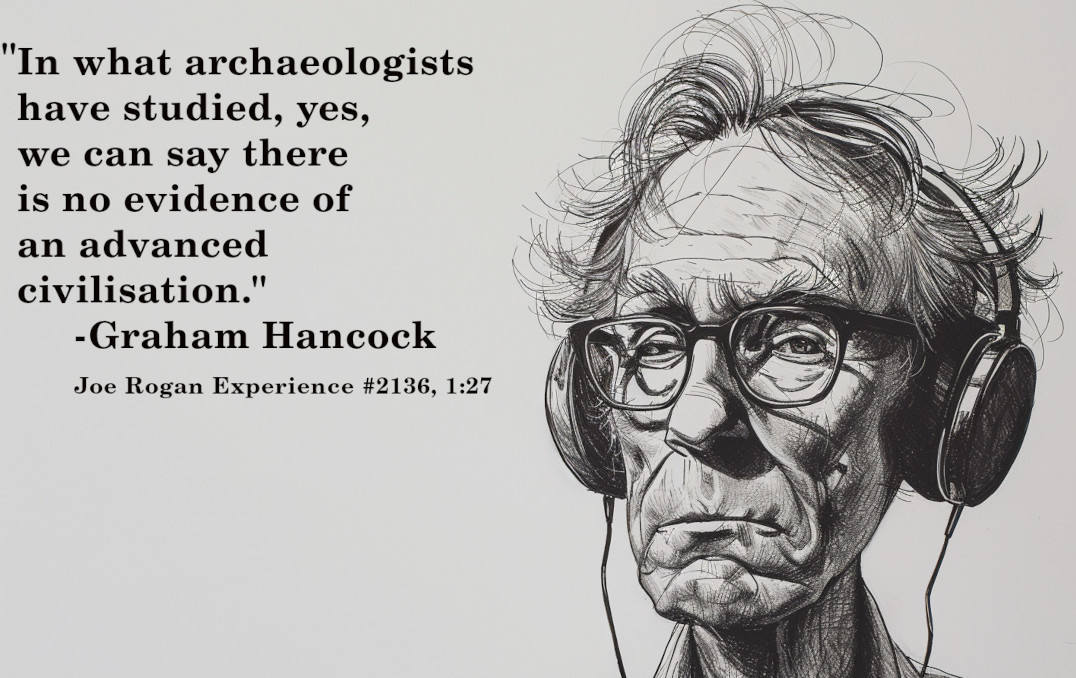 "In what archaeologists
have studied, yes,
we can say there
is no evidence of
an advanced
civilisation."
-Graham Hancock
Joe Rogan Experience #2136, 1:27